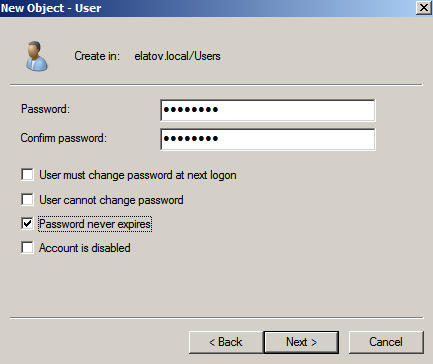 New Object - User
Create in: elatov.local/Users
Password: ●●●●●●●●
Confirm password: ●●●●●●●●
User must change password at next logon
User cannot change password
Password never expires
Account is disabled
< Back Next > Cancel